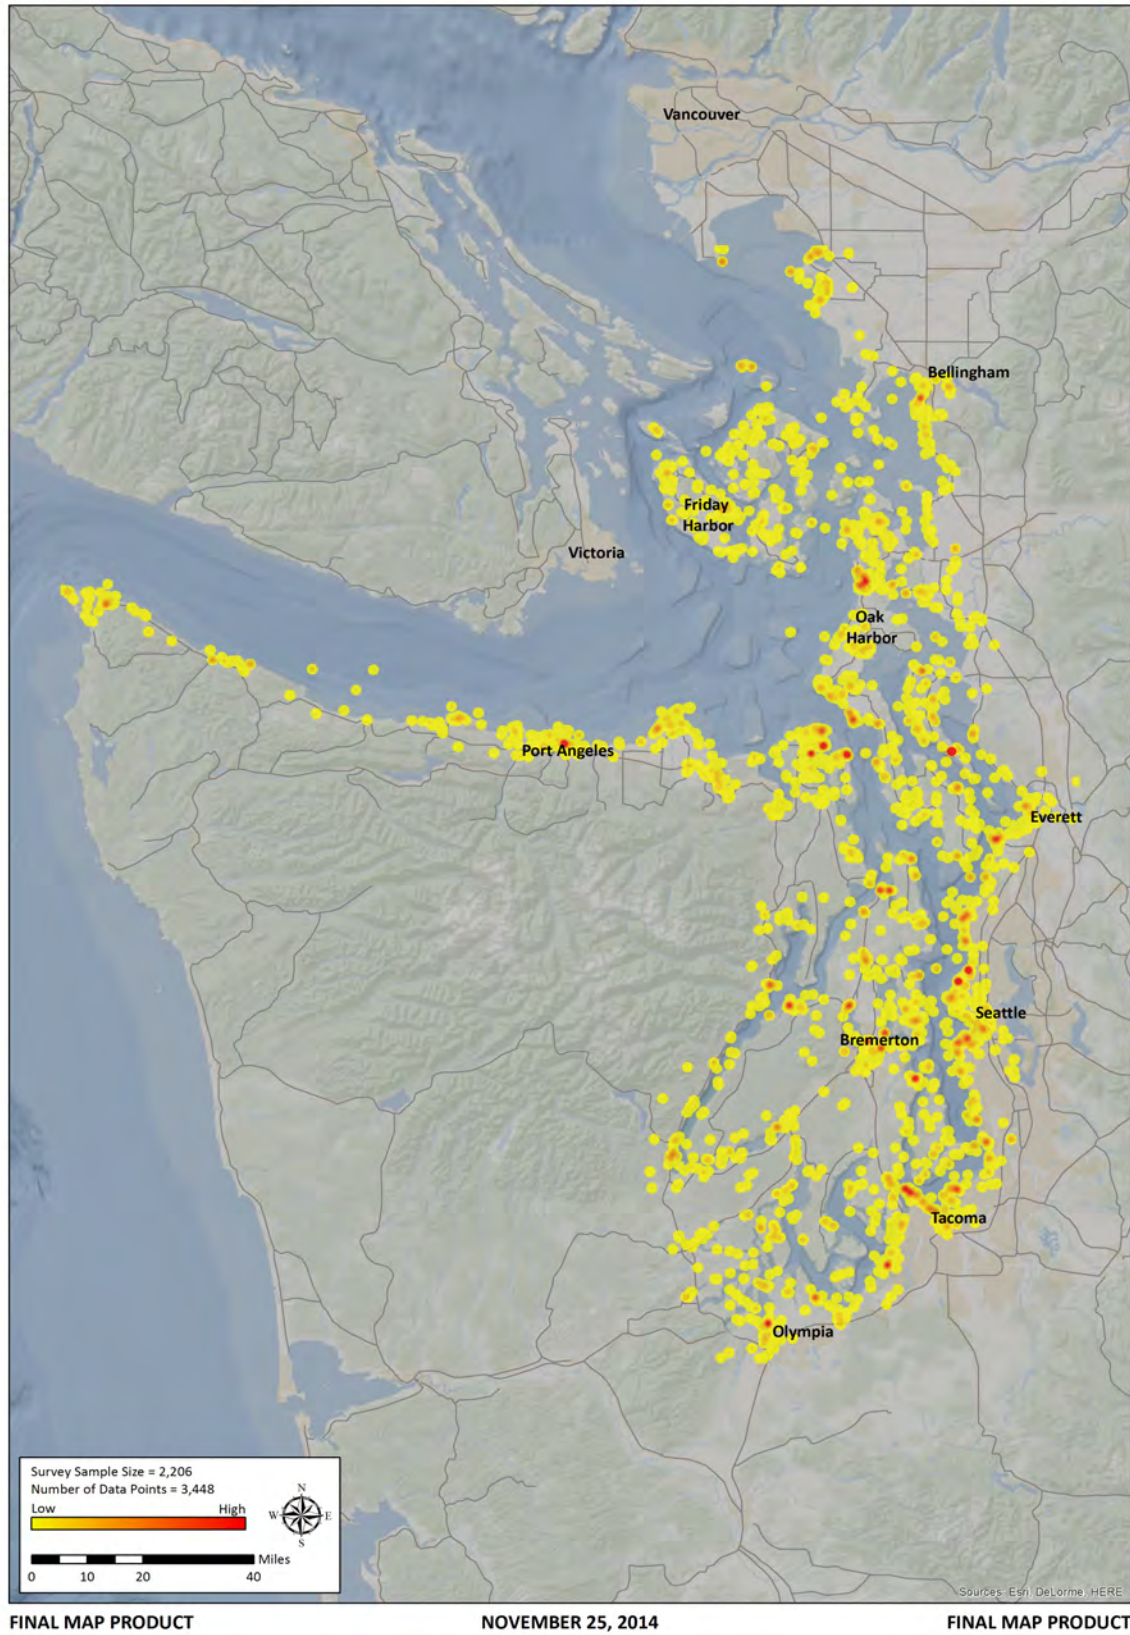 Vancouver
Bellingham
Friday
Harbor
Victoria
Oak
Harbor
Port Angeles
Everett
Seattle
Bremerton
Tacoma
Olympia
Survey Sample Size = 2,206
Number of Data Points = 3,448
Low High
N
W E
S
Miles
0 10 20 40
Sources: Esri, DeLorme, HERE
FINAL MAP PRODUCT NOVEMBER 25, 2014 FINAL MAP PRODUCT